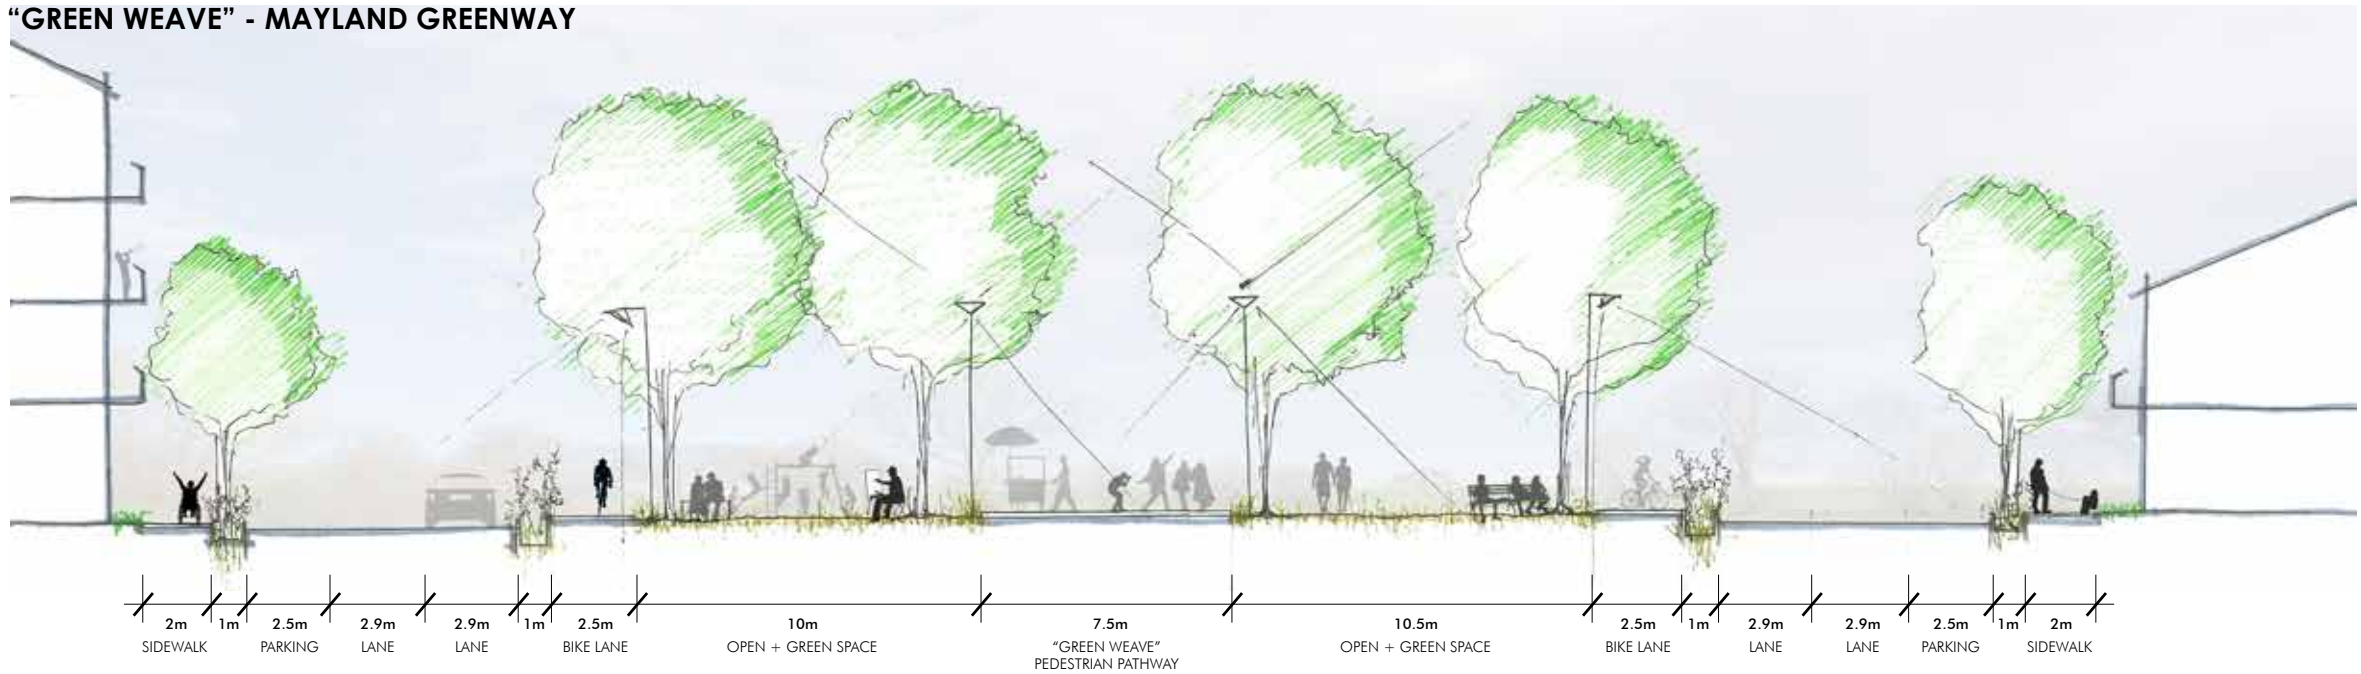 “GREEN WEAVE” - MAYLAND GREENWAY
2m 1m 2.5m 2.9m 2.9m 1m 2.5m 10m 7.5m 10.5m 2.5m 1m 2.9m 2.9m 2.5m 1m 2m
SIDEWALK PARKING LANE LANE BIKE LANE OPEN + GREEN SPACE “GREEN WEAVE” OPEN + GREEN SPACE BIKE LANE LANE LANE PARKING SIDEWALK
PEDESTRIAN PATHWAY